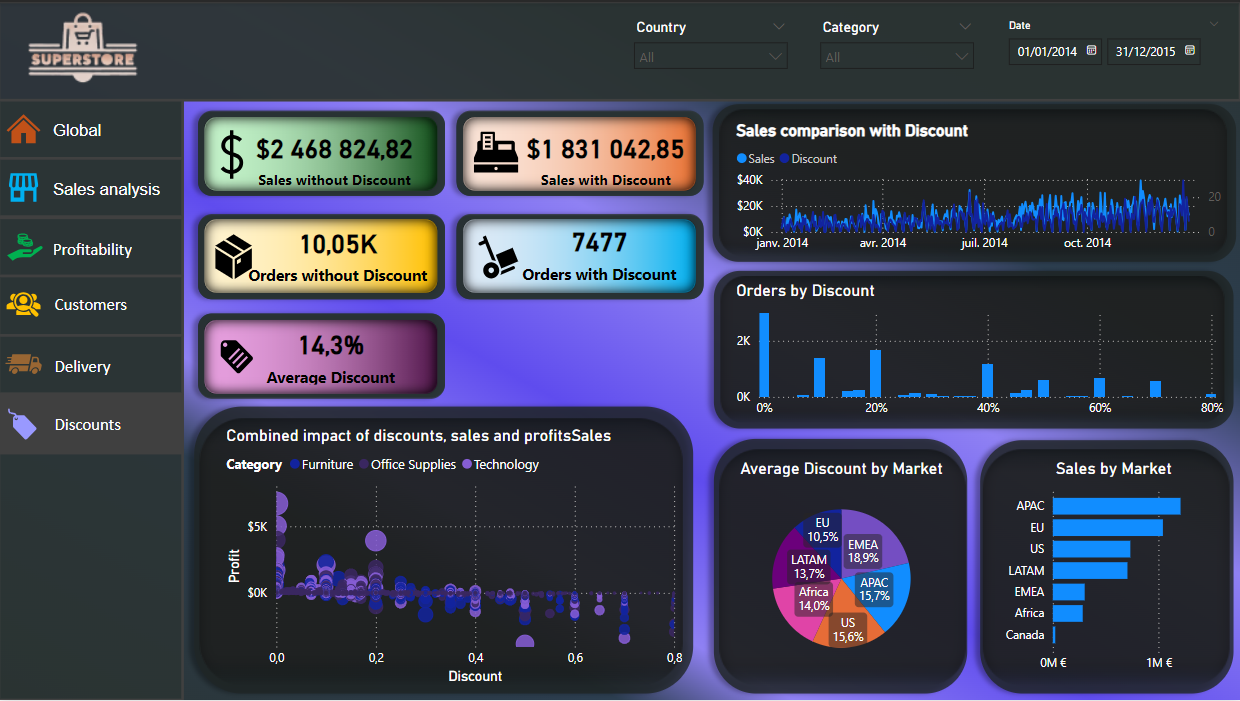 SUPERSTORE
Country
All
Category
All
Date
01/01/2014
31/12/2015
Global
Sales analysis
Profitability
Customers
Delivery
Discounts
$2 468 824,82
Sales without Discount
$1 831 042,85
Sales with Discount
10,05K
Orders without Discount
7477
Orders with Discount
14,3%
Average Discount
Sales comparison with Discount
Sales Discount
$40K
$20K
$0K
20
0
janv. 2014 avr. 2014 juil. 2014 oct. 2014
Orders by Discount
2K
0K
0% 20% 40% 60% 80%
Combined impact of discounts, sales and profitsSales
Category Furniture Office Supplies Technology
Profit
$5K
$0K
0,0 0,2 0,4 0,6 0,8
Discount
Average Discount by Market
EU
10,5%
EMEA
18,9%
LATAM
13,7%
APAC
15,7%
Africa
14,0%
US
15,6%
Sales by Market
APAC
EU
US
LATAM
EMEA
Africa
Canada
0M € 1M €